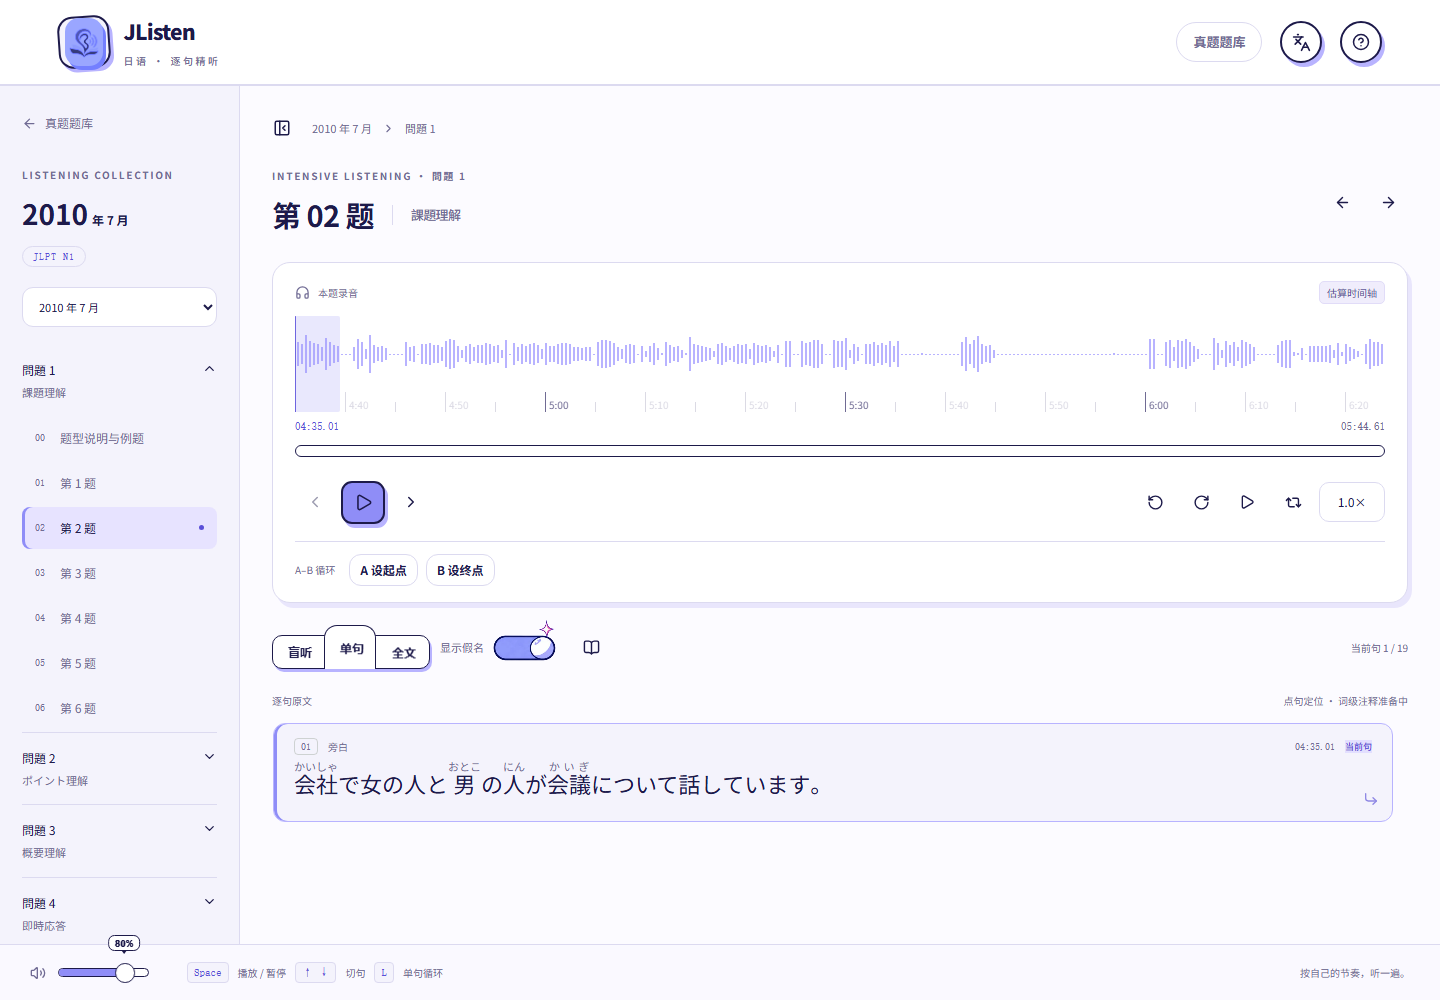 JListen
日语 · 逐句精听
真题题库
真题题库
LISTENING COLLECTION
2010 年 7 月
JLPT N1
2010 年 7 月
問題 1
課題理解
00 题型说明与例题
01 第 1 题
02 第 2 题
03 第 3 题
04 第 4 题
05 第 5 题
06 第 6 题
問題 2
ポイント理解
問題 3
概要理解
問題 4
即時応答
2010 年 7 月 > 問題 1
INTENSIVE LISTENING · 問題 1
第 02 题 課題理解
本题录音 估算时间轴
4:40 4:50 5:00 5:10 5:20 5:30 5:40 5:50 6:00 6:10 6:20
04:35.01 05:44.61
1.0×
A–B 循环 A 设起点 B 设终点
盲听 单句 全文 显示假名 当前句 1 / 19
逐句原文 点句定位 · 词级注释准备中
01 旁白 04:35.01 当前句
かいしゃ おとこ にん かいぎ
会社で女の人と 男 の人が会議について話しています。
80%
Space 播放 / 暂停 ↑ ↓ 切句 L 单句循环
按自己的节奏，听一遍。